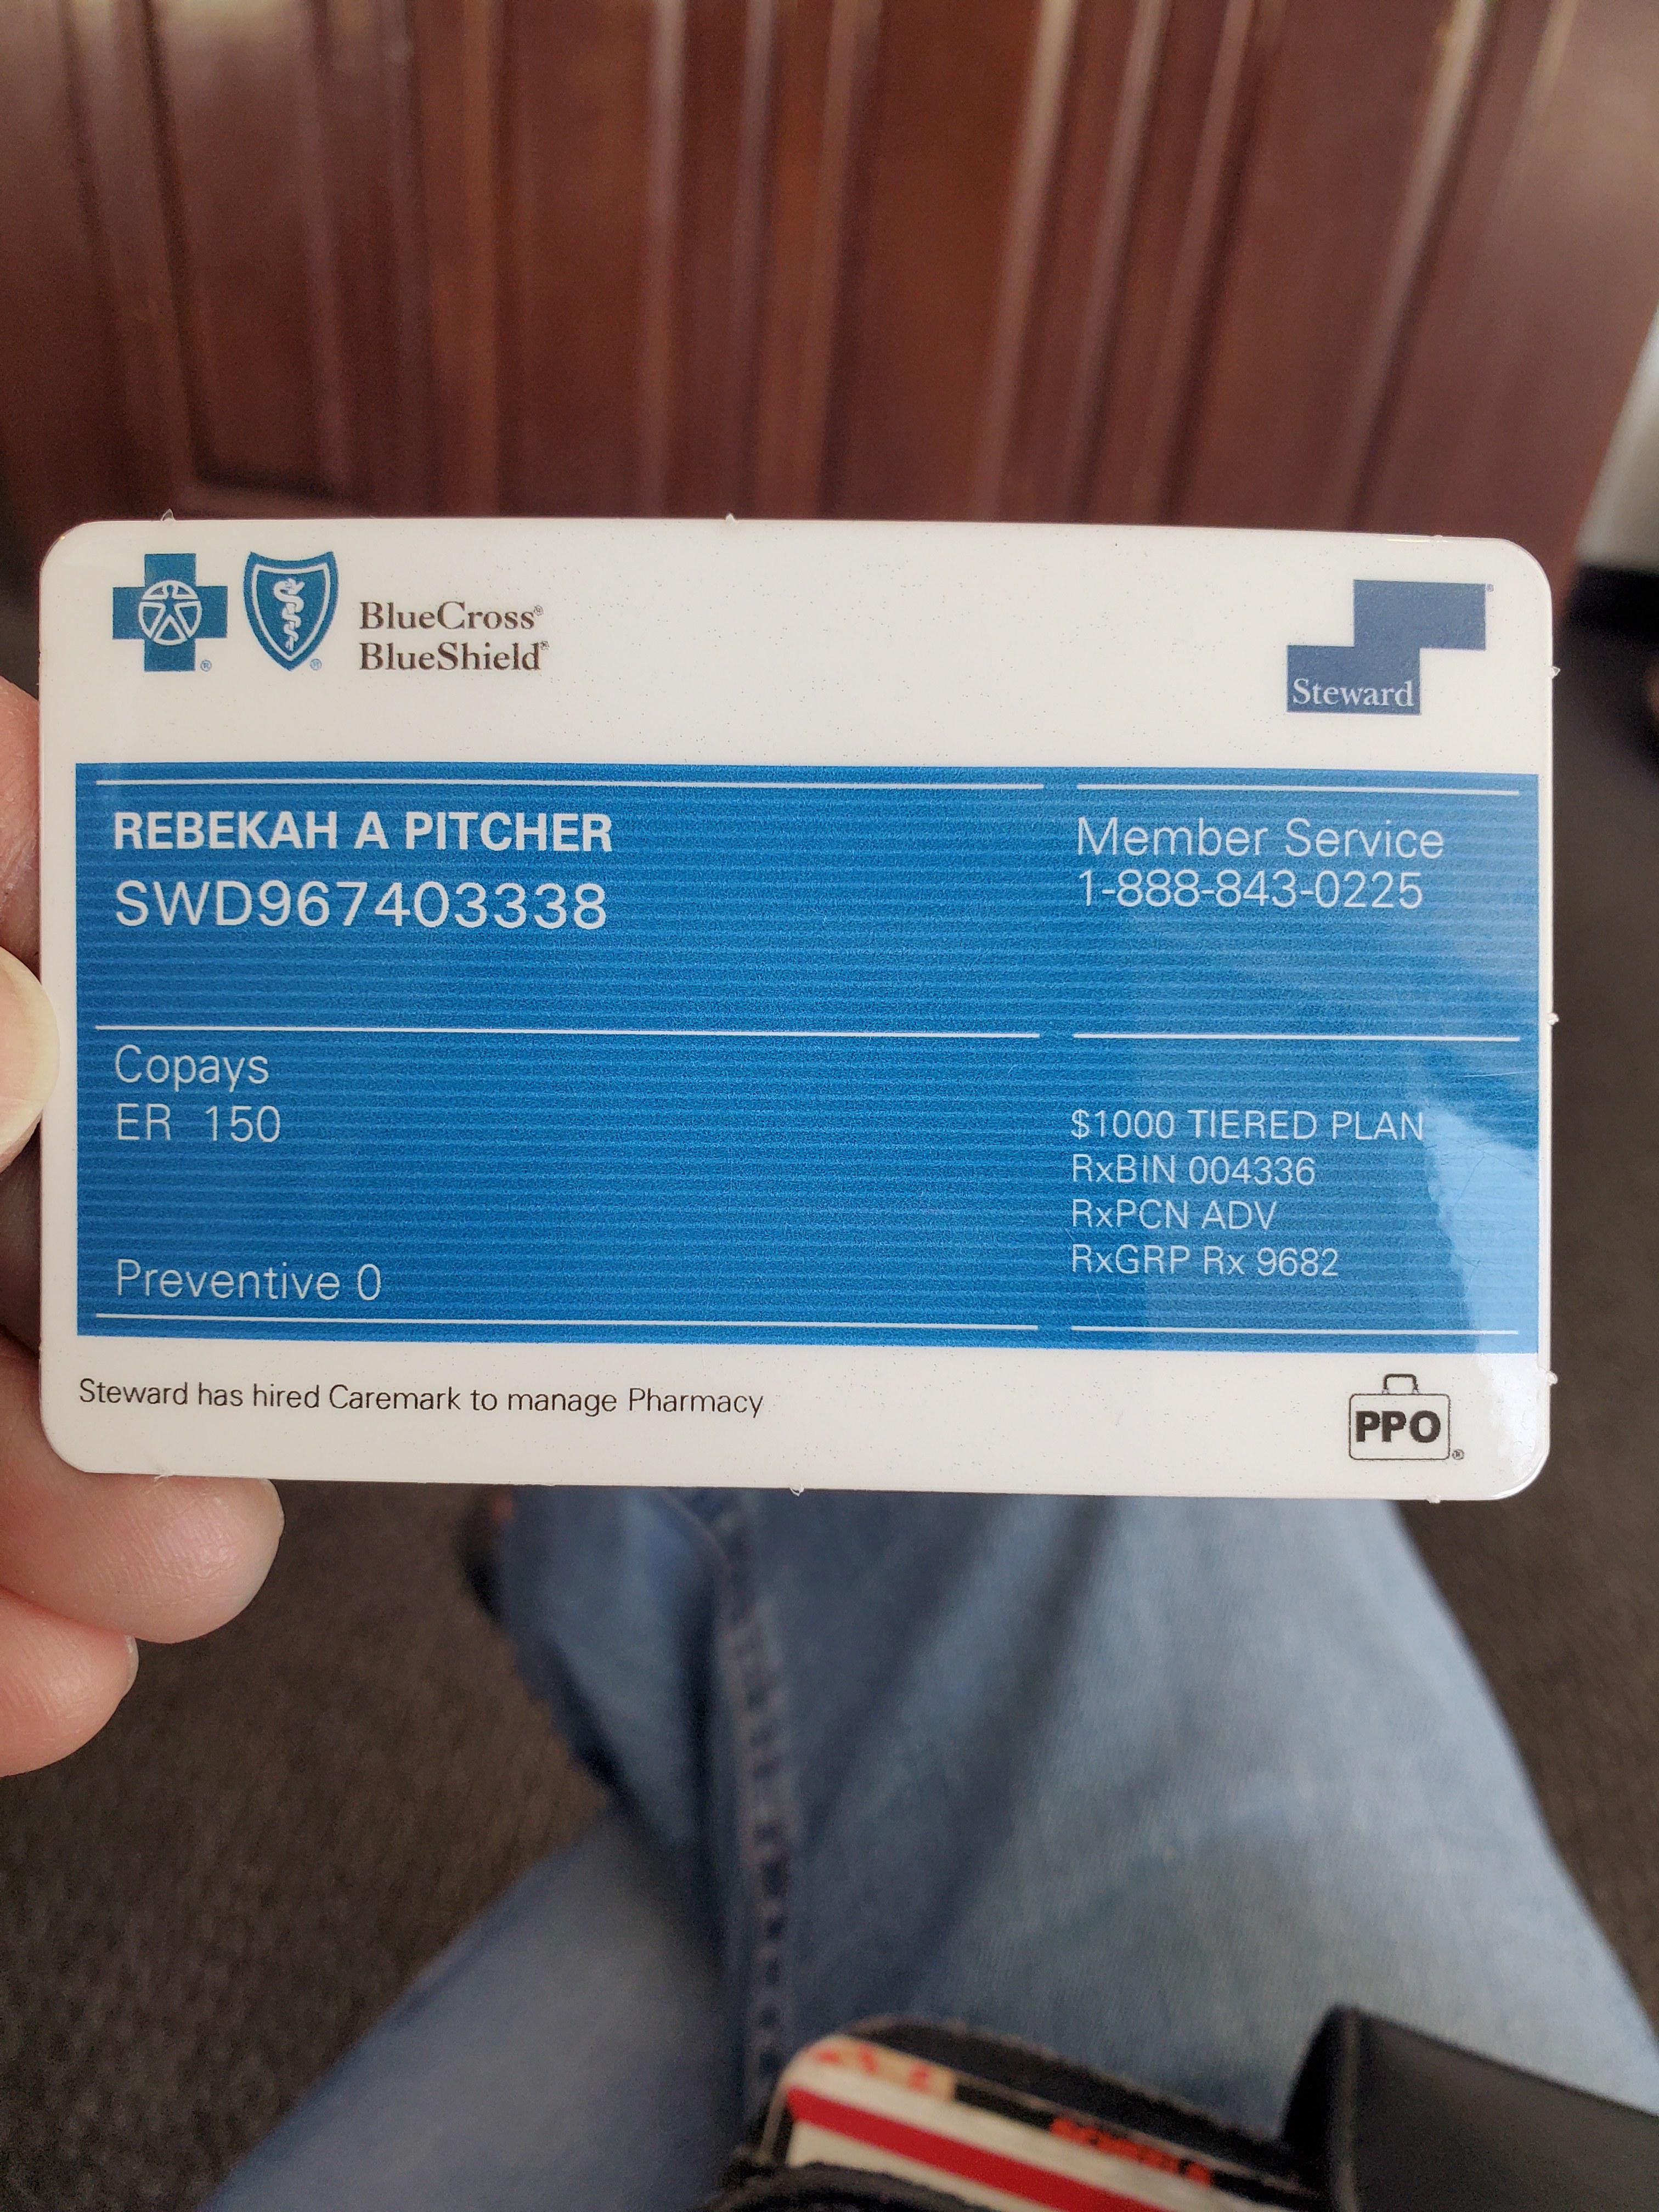 BlueCross®
BlueShield®
Steward
REBEKAH A PITCHER
SWD967403338
Member Service
1-888-843-0225
Copays
ER 150
Preventive 0
$1000 TIERED PLAN
RxBIN 004336
RxPCN ADV
RxGRP Rx 9682
Steward has hired Caremark to manage Pharmacy
PPO®